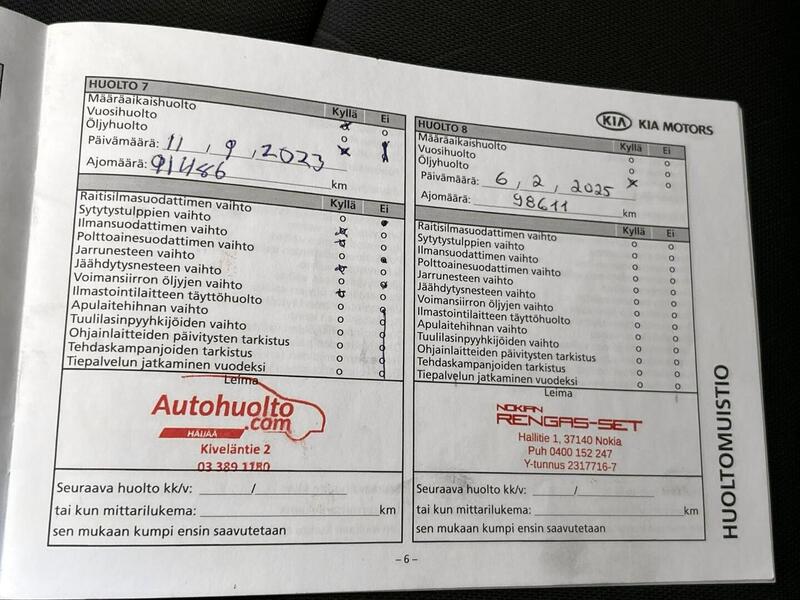 HUOLTO 7
Määräaikaishuolto Kyllä Ei
Vuosihuolto
Öljyhuolto
Päivämäärä: 11, 9, 2023
Ajomäärä: 91486 km
Kyllä Ei
Raitisilmasuodattimen vaihto
Sytytystulppien vaihto
Ilmansuodattimen vaihto
Polttoainesuodattimen vaihto
Jarrunesteen vaihto
Jäähdytysnesteen vaihto
Voimansiirron öljyjen vaihto
Ilmastointilaitteen täyttöhuolto
Apulaitehihnan vaihto
Tuulilasinpyyhkijöiden vaihto
Ohjainlaitteiden päivitysten tarkistus
Tehdaskampanjoiden tarkistus
Tiepalvelun jatkaminen vuodeksi
Leima
Autohuolto
.com
HAUJAA
Kiveläntie 2
03 389 1180
Seuraava huolto kk/v: /
tai kun mittarilukema: km
sen mukaan kumpi ensin saavutetaan
KIA KIA MOTORS
HUOLTO 8
Määräaikaishuolto Kyllä Ei
Vuosihuolto
Öljyhuolto
Päivämäärä: 6, 2, 2025
Ajomäärä: 98611 km
Kyllä Ei
Raitisilmasuodattimen vaihto
Sytytystulppien vaihto
Ilmansuodattimen vaihto
Polttoainesuodattimen vaihto
Jarrunesteen vaihto
Jäähdytysnesteen vaihto
Voimansiirron öljyjen vaihto
Ilmastointilaitteen täyttöhuolto
Apulaitehihnan vaihto
Tuulilasinpyyhkijöiden vaihto
Ohjainlaitteiden päivitysten tarkistus
Tehdaskampanjoiden tarkistus
Tiepalvelun jatkaminen vuodeksi
Leima
NOKIAN
RENGAS-SET
Hallitie 1, 37140 Nokia
Puh 0400 152 247
Y-tunnus 2317716-7
Seuraava huolto kk/v: /
tai kun mittarilukema: km
sen mukaan kumpi ensin saavutetaan
HUOLTOMUISTIO
– 6 –